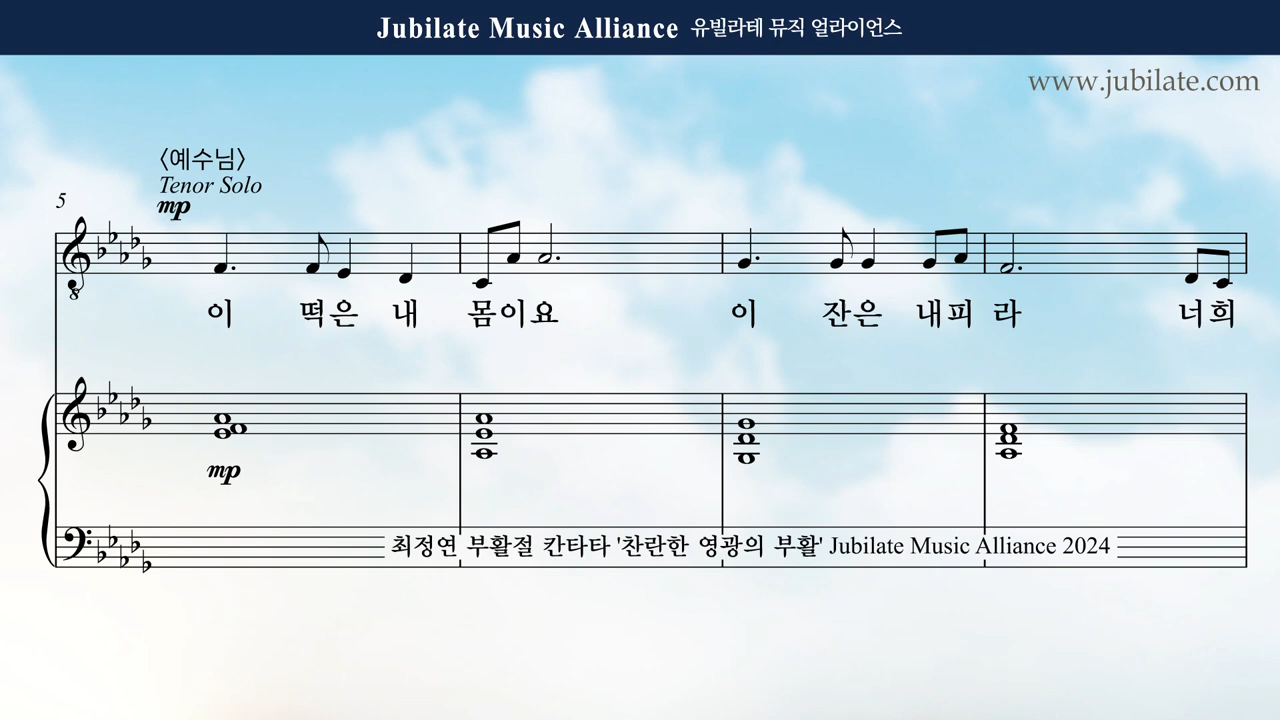 Jubilate Music Alliance 유빌라테 뮤직 얼라이언스
www.jubilate.com
〈예수님〉
Tenor Solo
mp
5
8
이 떡은 내 몸이요 이 잔은 내피 라 너희
mp
최정연 부활절 칸타타 '찬란한 영광의 부활' Jubilate Music Alliance 2024